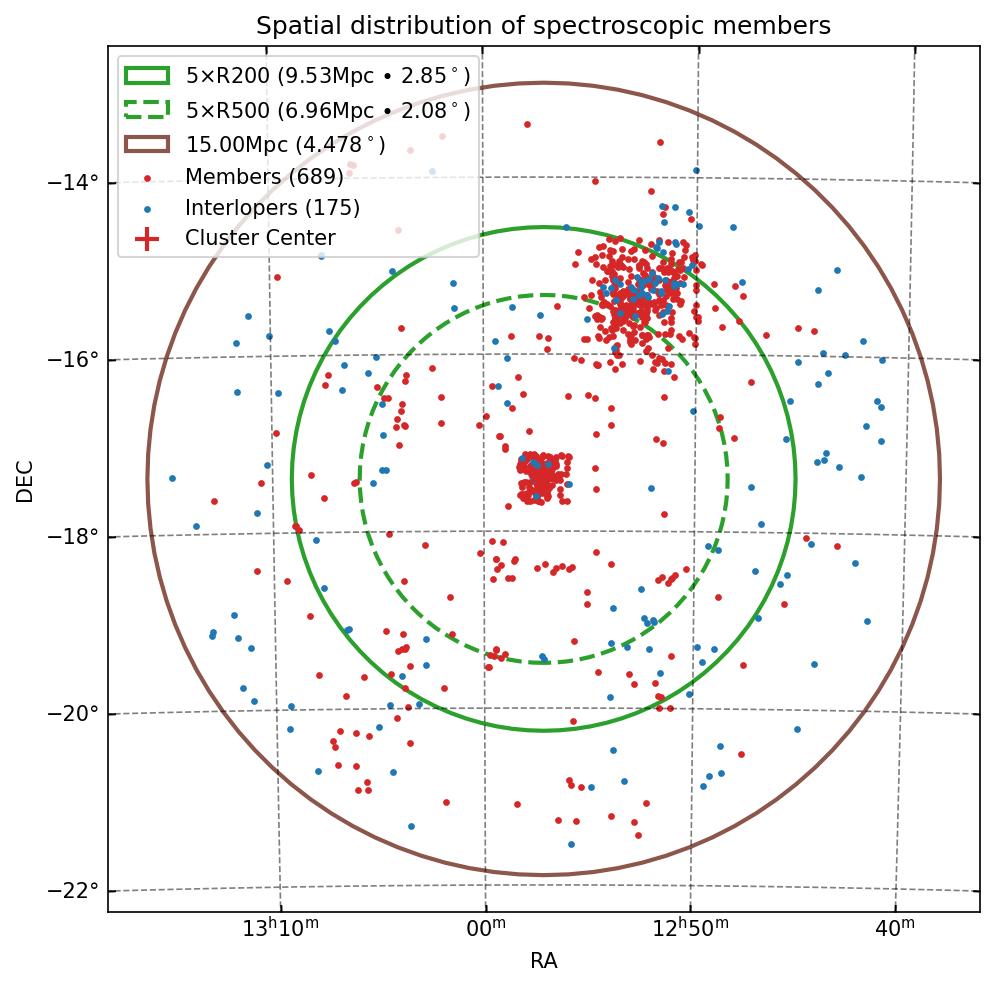 Spatial distribution of spectroscopic members
5×R200 (9.53Mpc • 2.85°)
5×R500 (6.96Mpc • 2.08°)
15.00Mpc (4.478°)
Members (689)
Interlopers (175)
Cluster Center
DEC
−14°
−16°
−18°
−20°
−22°
13ʰ10ᵐ 00ᵐ 12ʰ50ᵐ 40ᵐ
RA